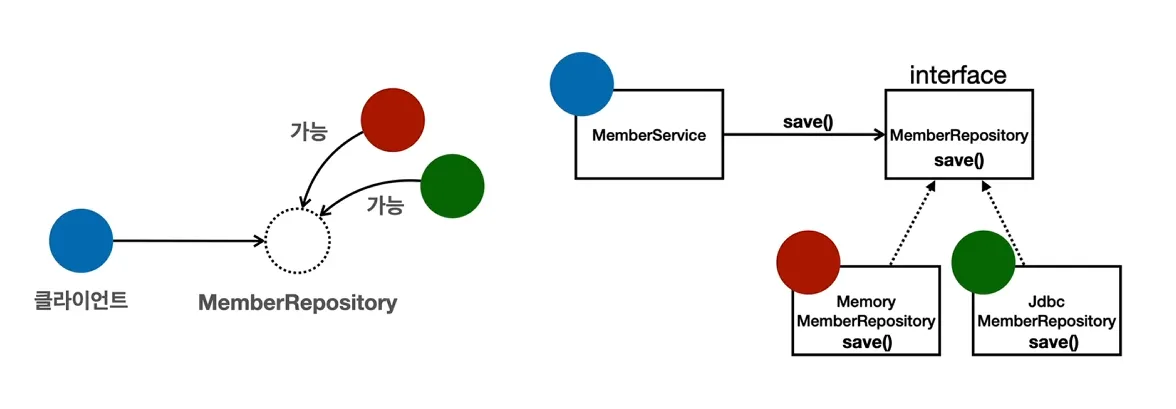 가능
가능
클라이언트
MemberRepository
interface
MemberService
save()
MemberRepository
save()
Memory
MemberRepository
save()
Jdbc
MemberRepository
save()